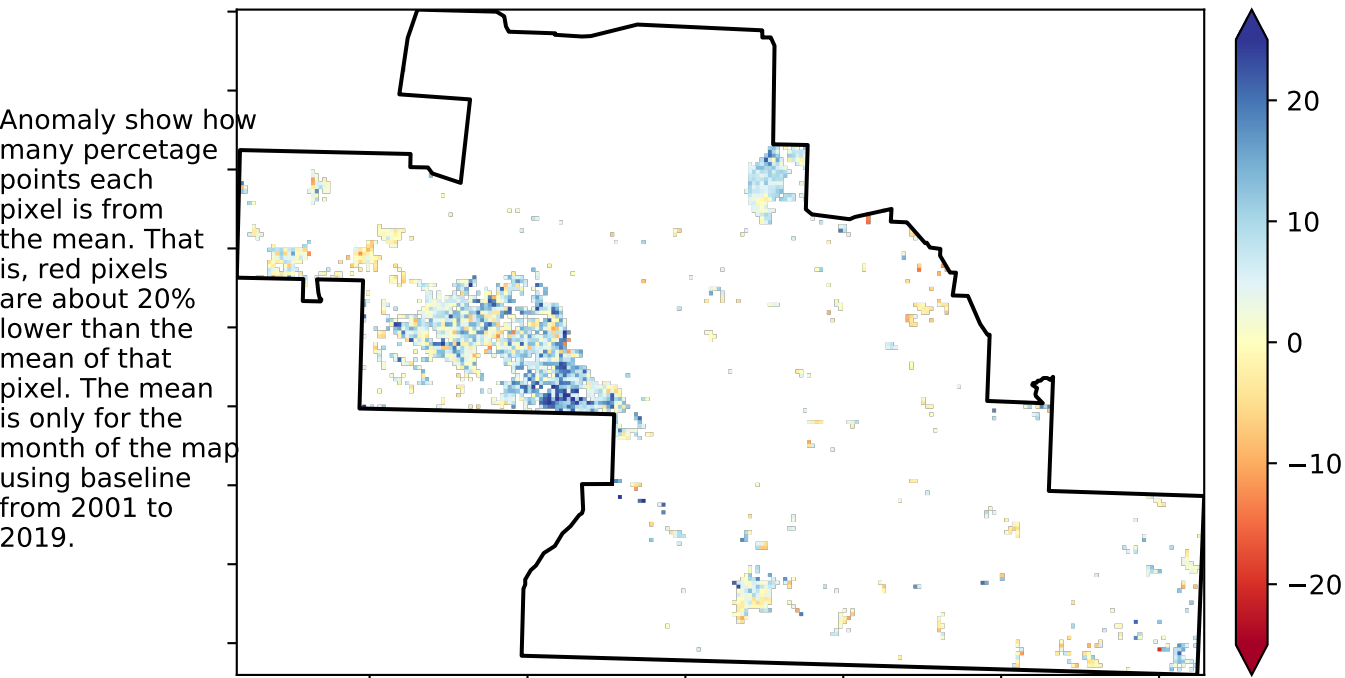 Anomaly show how
many percetage
points each
pixel is from
the mean. That
is, red pixels
are about 20%
lower than the
mean of that
pixel. The mean
is only for the
month of the map
using baseline
from 2001 to
2019.
20
10
0
−10
−20